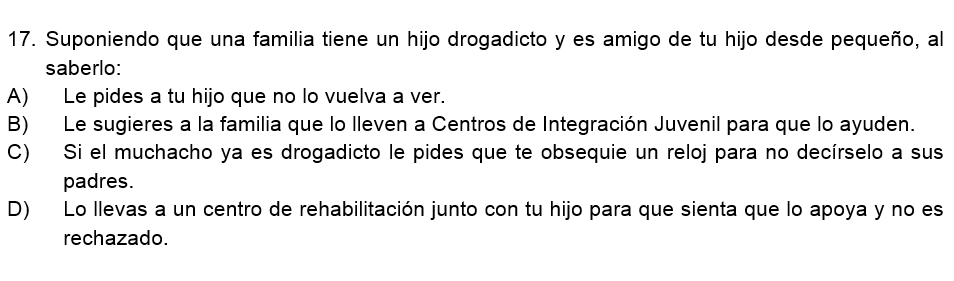 17. Suponiendo que una familia tiene un hijo drogadicto y es amigo de tu hijo desde pequeño, al
saberlo:
A) Le pides a tu hijo que no lo vuelva a ver.
B) Le sugieres a la familia que lo lleven a Centros de Integración Juvenil para que lo ayuden.
C) Si el muchacho ya es drogadicto le pides que te obsequie un reloj para no decírselo a sus
padres.
D) Lo llevas a un centro de rehabilitación junto con tu hijo para que sienta que lo apoya y no es
rechazado.